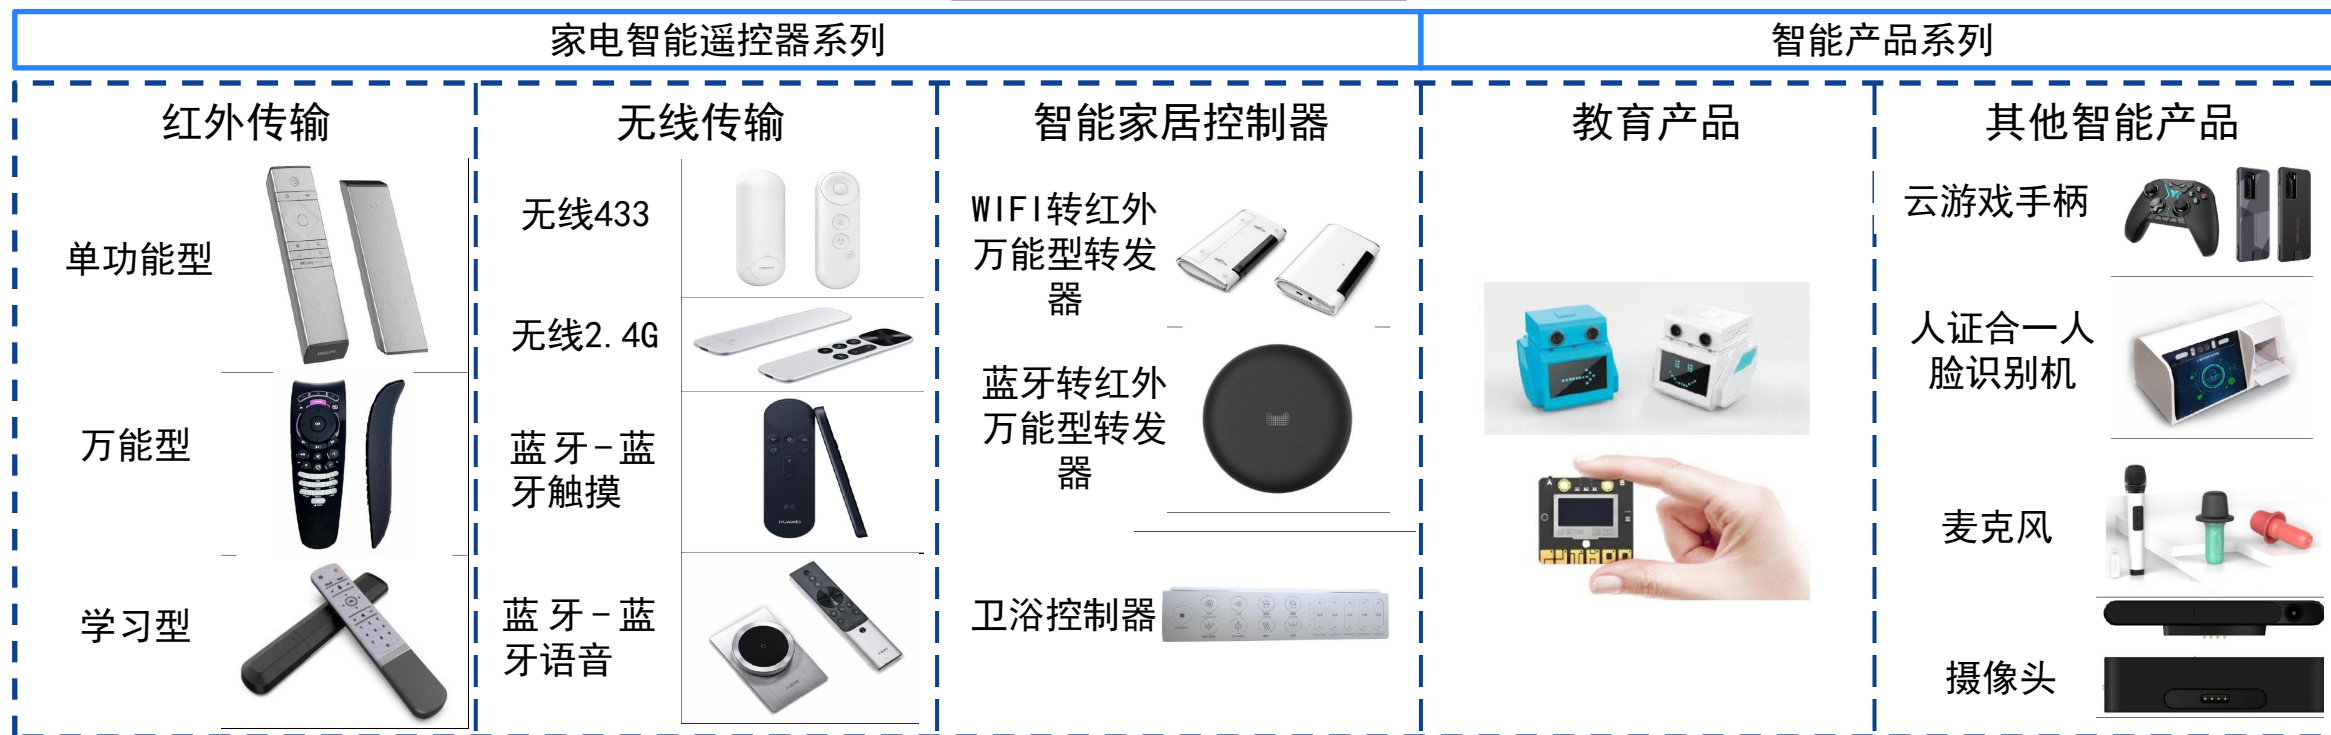 家电智能遥控器系列
智能产品系列
红外传输
单功能型
万能型
学习型
无线传输
无线433
无线2.4G
蓝牙-蓝
牙触摸
HUAWEI
蓝牙-蓝
牙语音
智能家居控制器
WIFI转红外
万能型转发
器
蓝牙转红外
万能型转发
器
卫浴控制器
教育产品
A
B
其他智能产品
云游戏手柄
人证合一人
脸识别机
麦克风
摄像头